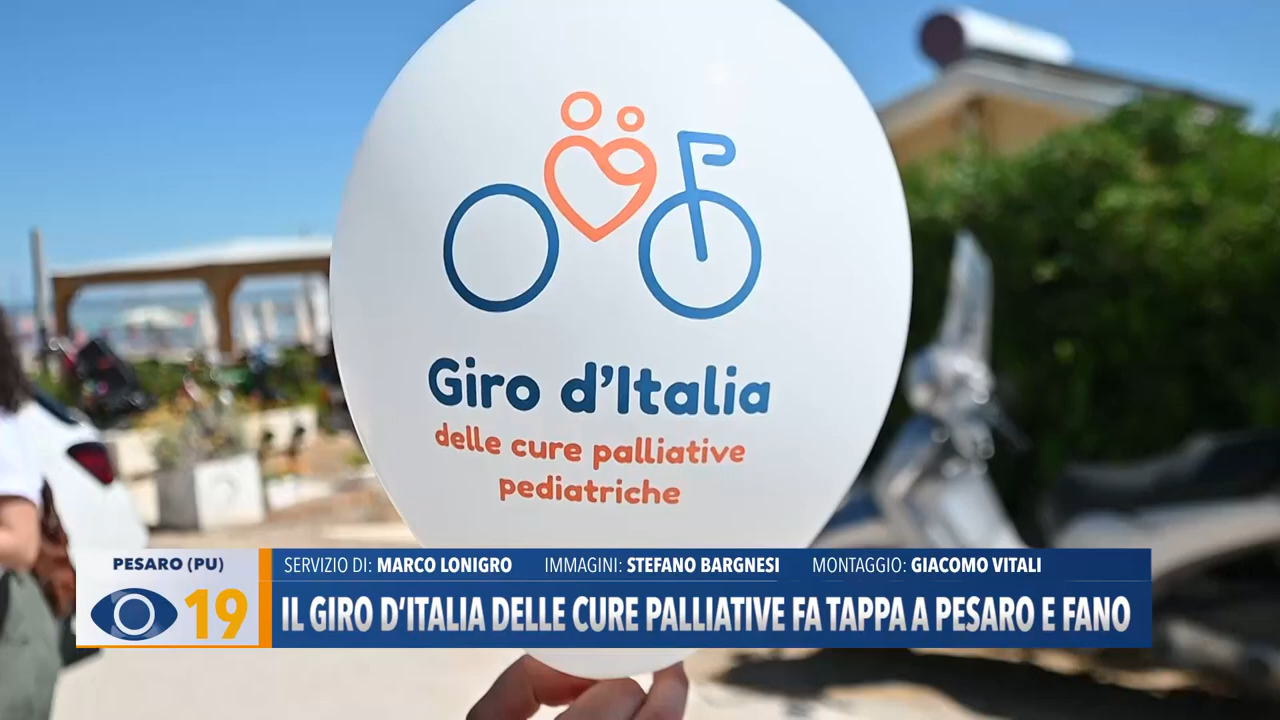 Giro d'Italia
delle cure palliative
pediatriche
PESARO (PU)
SERVIZIO DI: MARCO LONIGRO IMMAGINI: STEFANO BARGNESI MONTAGGIO: GIACOMO VITALI
19
IL GIRO D'ITALIA DELLE CURE PALLIATIVE FA TAPPA A PESARO E FANO